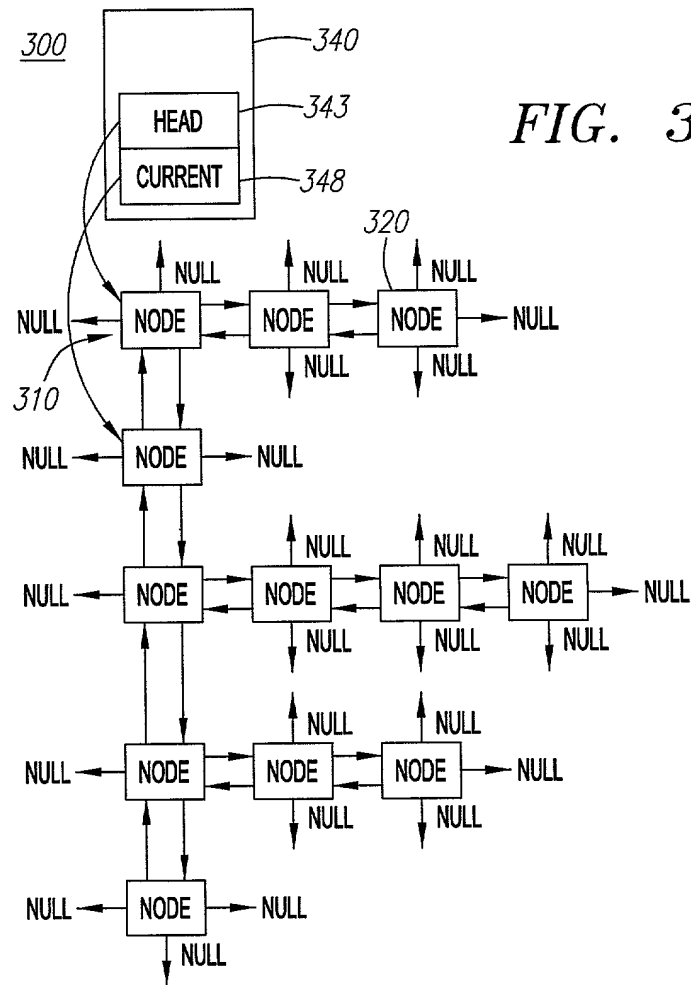 300
340
HEAD
343
FIG. 3
CURRENT
348
320
NULL NULL NULL
NULL NODE NODE NODE NULL
310
NULL NULL
NULL NODE NULL
NULL NULL NULL
NULL NODE NODE NODE NODE NULL
NULL NULL NULL
NULL NULL
NULL NODE NODE NODE NULL
NULL NULL
NULL NODE NULL
NULL